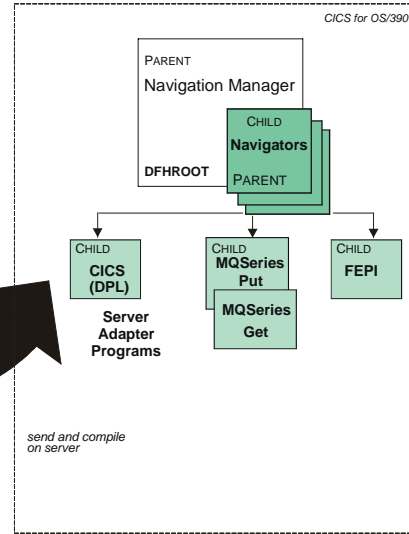 CICS for OS/390
PARENT
Navigation Manager
CHILD
Navigators
DFHROOT
PARENT
CHILD
CICS
(DPL)
CHILD
MQSeries
Put
MQSeries
Get
CHILD
FEPI
Server
Adapter
Programs
send and compile
on server